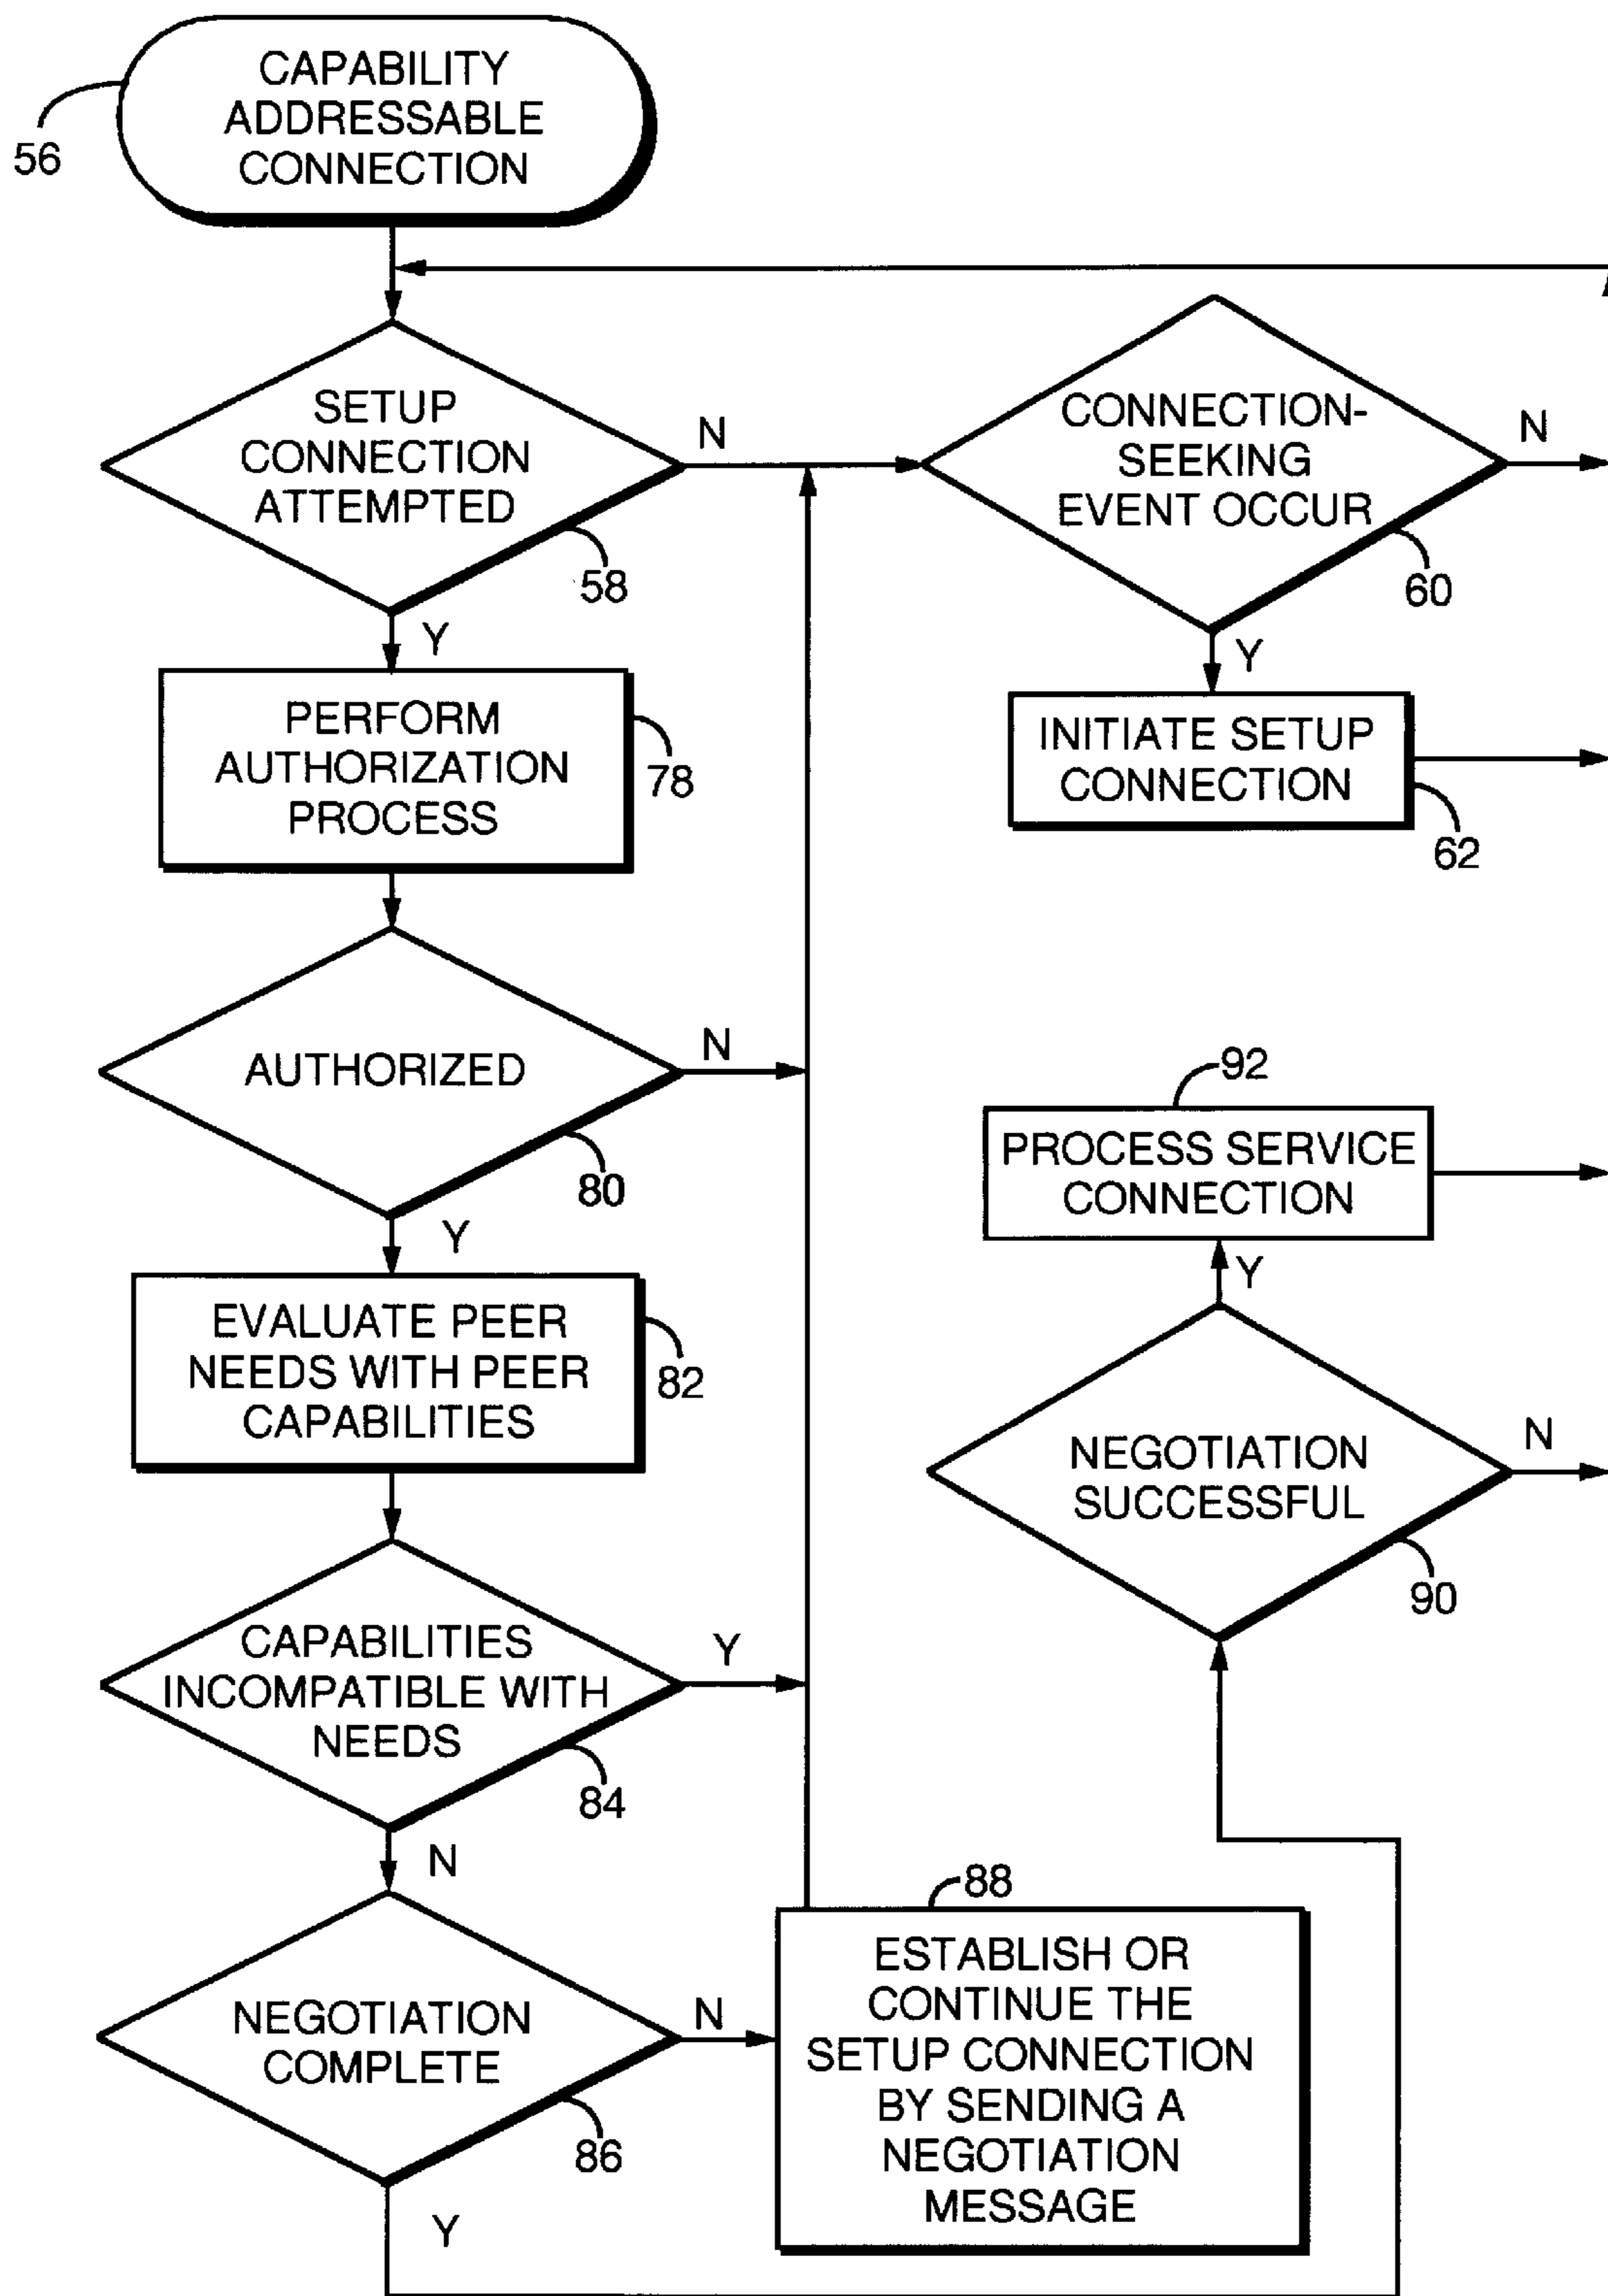 CAPABILITY
ADDRESSABLE
CONNECTION
56
SETUP
CONNECTION
ATTEMPTED
58
N
Y
CONNECTION-
SEEKING
EVENT OCCUR
60
N
Y
INITIATE SETUP
CONNECTION
62
PERFORM
AUTHORIZATION
PROCESS
78
AUTHORIZED
80
N
Y
EVALUATE PEER
NEEDS WITH PEER
CAPABILITIES
82
CAPABILITIES
INCOMPATIBLE WITH
NEEDS
84
Y
N
NEGOTIATION
COMPLETE
86
N
Y
88
ESTABLISH OR
CONTINUE THE
SETUP CONNECTION
BY SENDING A
NEGOTIATION
MESSAGE
92
PROCESS SERVICE
CONNECTION
Y
NEGOTIATION
SUCCESSFUL
90
N